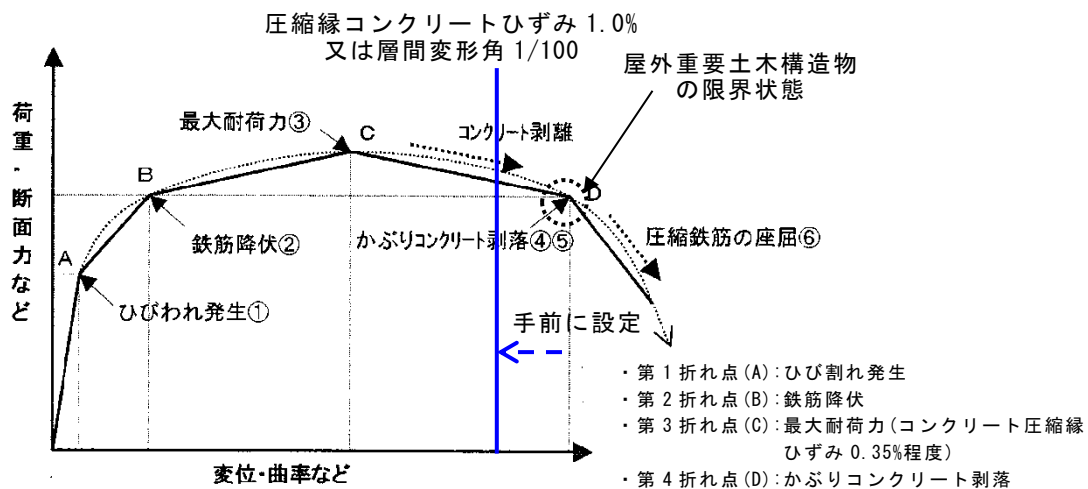 圧縮縁コンクリートひずみ 1.0%
又は層間変形角 1/100
屋外重要土木構造物
の限界状態
荷重・断面力など
最大耐荷力③
C
コンクリート剥離
B
D
鉄筋降伏②
かぶりコンクリート剥落④⑤
圧縮鉄筋の座屈⑥
A
ひびわれ発生①
手前に設定
変位・曲率など
・第1折れ点(A):ひび割れ発生
・第2折れ点(B):鉄筋降伏
・第3折れ点(C):最大耐荷力(コンクリート圧縮縁
ひずみ 0.35%程度)
・第4折れ点(D):かぶりコンクリート剥落